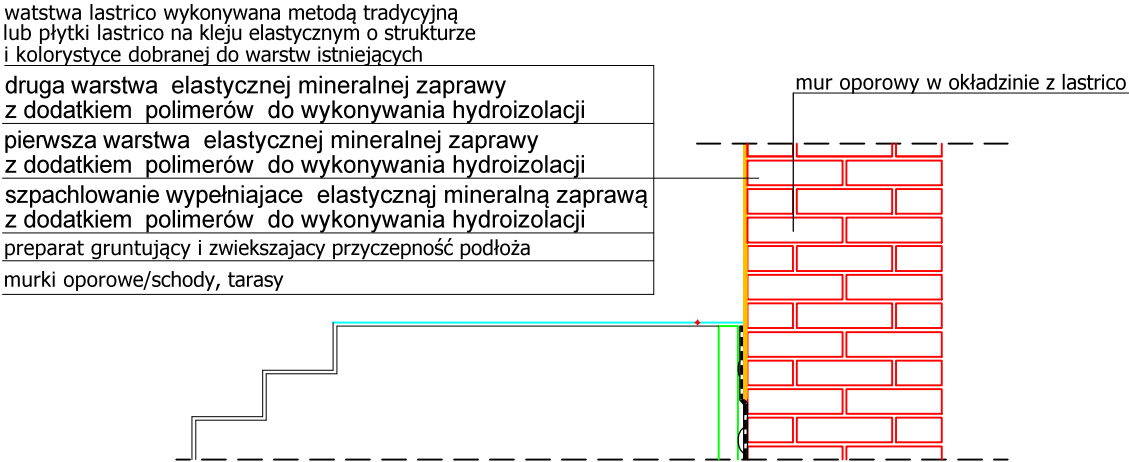 watstwa lastrico wykonywana metodą tradycyjną
lub płytki lastrico na kleju elastycznym o strukturze
i kolorystyce dobranej do warstw istniejących
druga warstwa elastycznej mineralnej zaprawy
z dodatkiem polimerów do wykonywania hydroizolacji
pierwsza warstwa elastycznej mineralnej zaprawy
z dodatkiem polimerów do wykonywania hydroizolacji
szpachlowanie wypełniajace elastycznąj mineralną zaprawą
z dodatkiem polimerów do wykonywania hydroizolacji
preparat gruntujący i zwiekszajacy przyczepność podłoża
murki oporowe/schody, tarasy
mur oporowy w okładzinie z lastrico